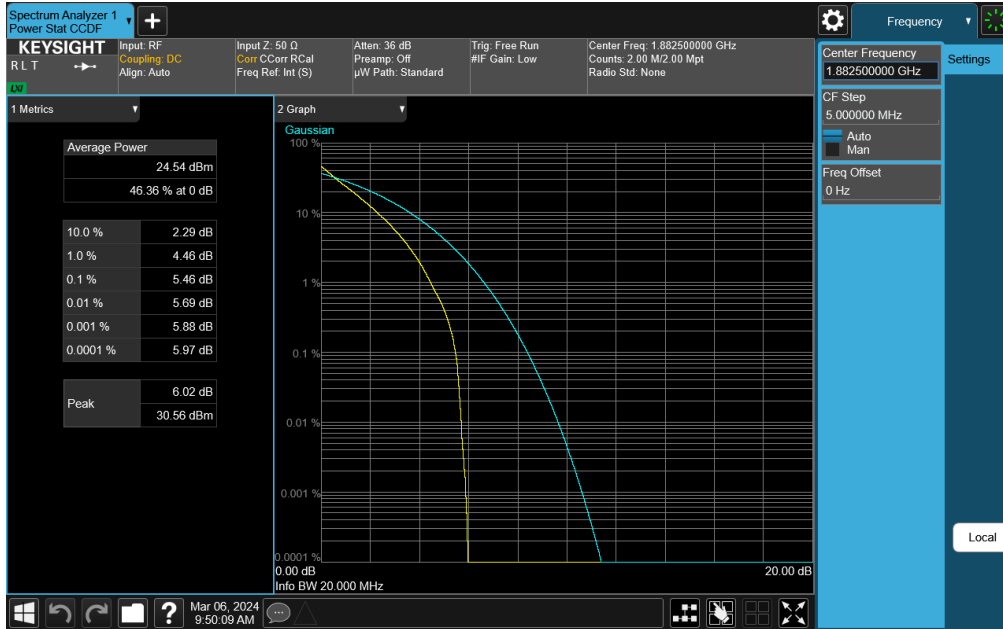 Spectrum Analyzer 1
Power Stat CCDF
Frequency
KEYSIGHT
R L T
LXI
Input: RF
Coupling: DC
Align: Auto
Input Z: 50 Ω
Corr CCorr RCal
Freq Ref: Int (S)
Atten: 36 dB
Preamp: Off
µW Path: Standard
Trig: Free Run
#IF Gain: Low
Center Freq: 1.882500000 GHz
Counts: 2.00 M/2.00 Mpt
Radio Std: None
Center Frequency
1.882500000 GHz
Settings
CF Step
5.000000 MHz
Auto
Man
Freq Offset
0 Hz
Local
1 Metrics
Average Power
24.54 dBm
46.36 % at 0 dB
10.0 % 2.29 dB
1.0 % 4.46 dB
0.1 % 5.46 dB
0.01 % 5.69 dB
0.001 % 5.88 dB
0.0001 % 5.97 dB
Peak
6.02 dB
30.56 dBm
2 Graph
Gaussian
100 %
10 %
1 %
0.1 %
0.01 %
0.001 %
0.0001 %
0.00 dB 20.00 dB
Info BW 20.000 MHz
?
Mar 06, 2024
9:50:09 AM